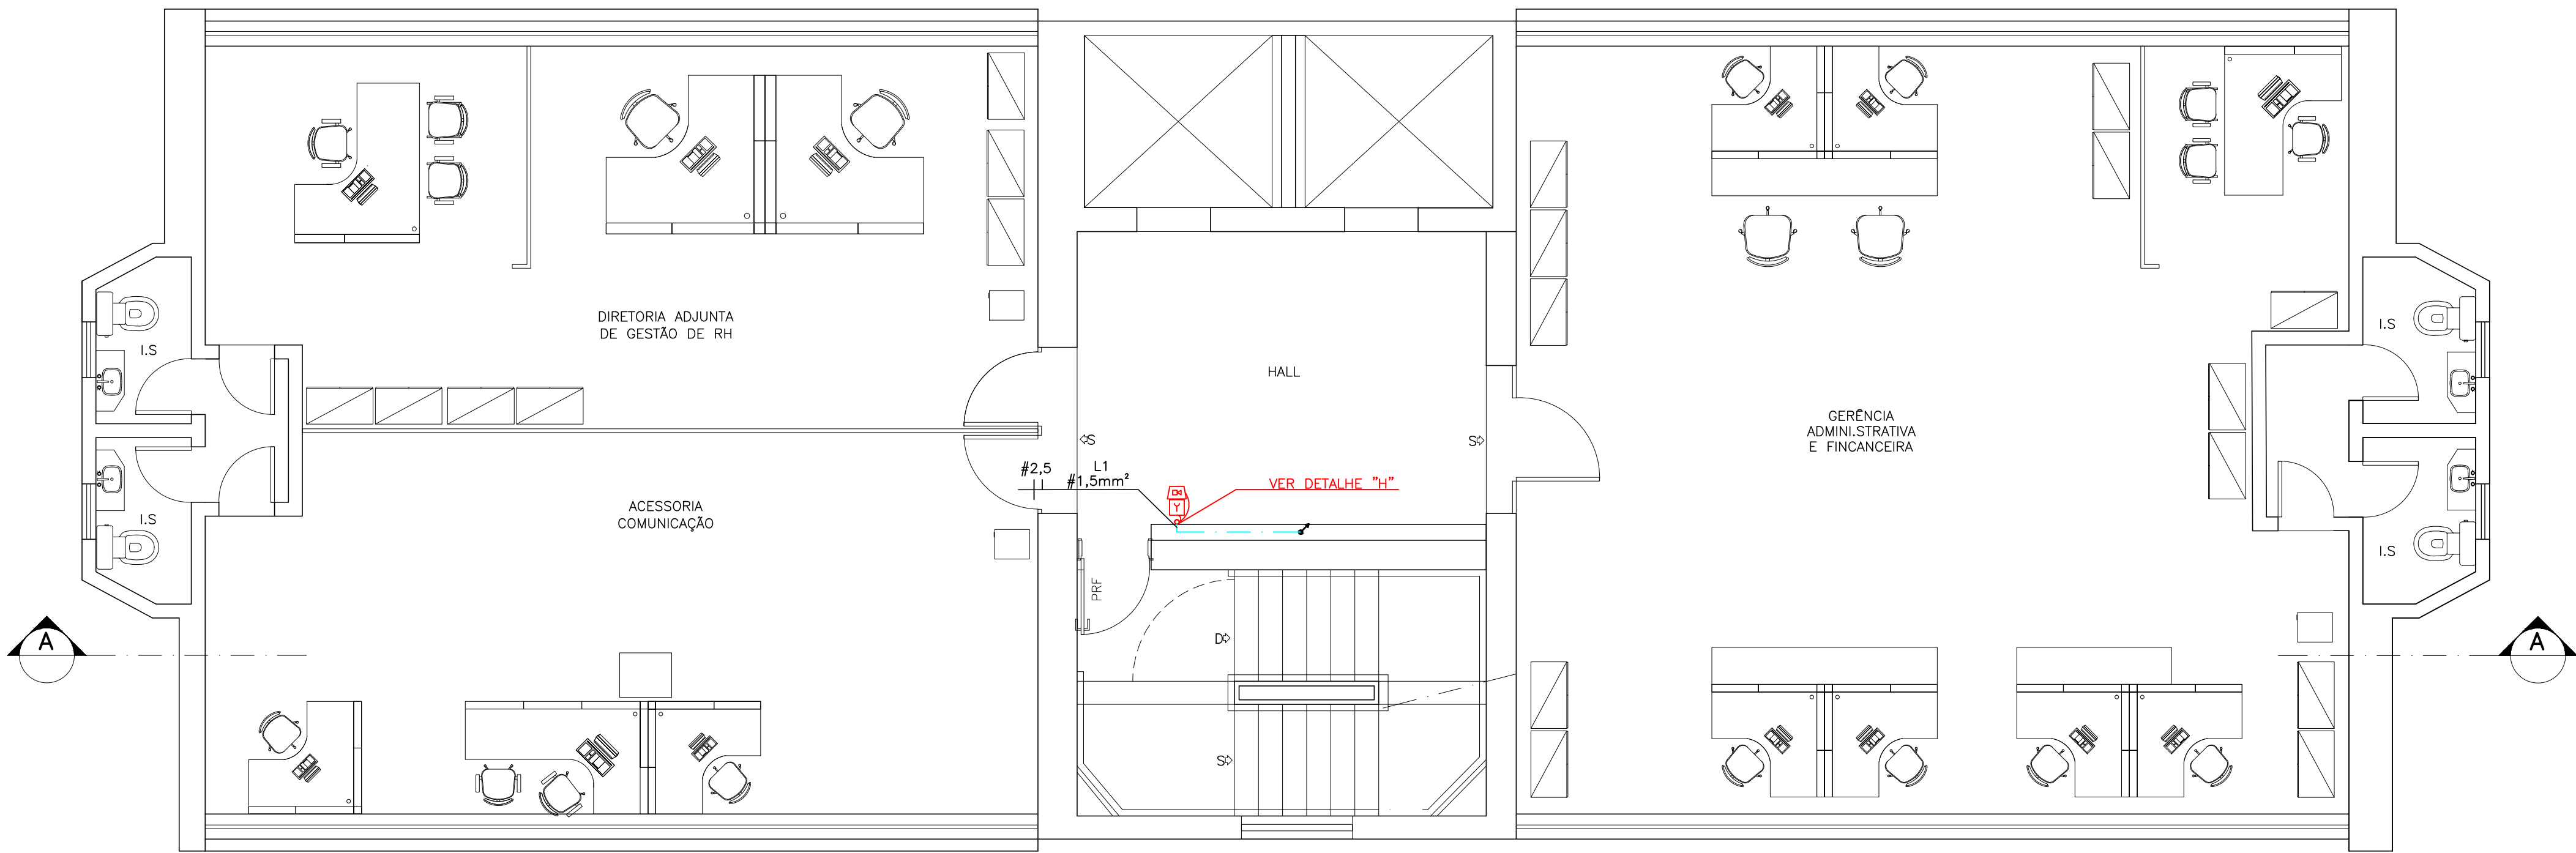 DIRETORIA ADJUNTA
DE GESTÃO DE RH
I.S
I.S
HALL
I.S
I.S
GERÊNCIA
ADMINI.STRATIVA
E FINCANCEIRA
S
S
#2,5
L1
#1,5mm²
VER DETALHE "H"
Y
ACESSORIA
COMUNICAÇÃO
PRF
D
S
A
A